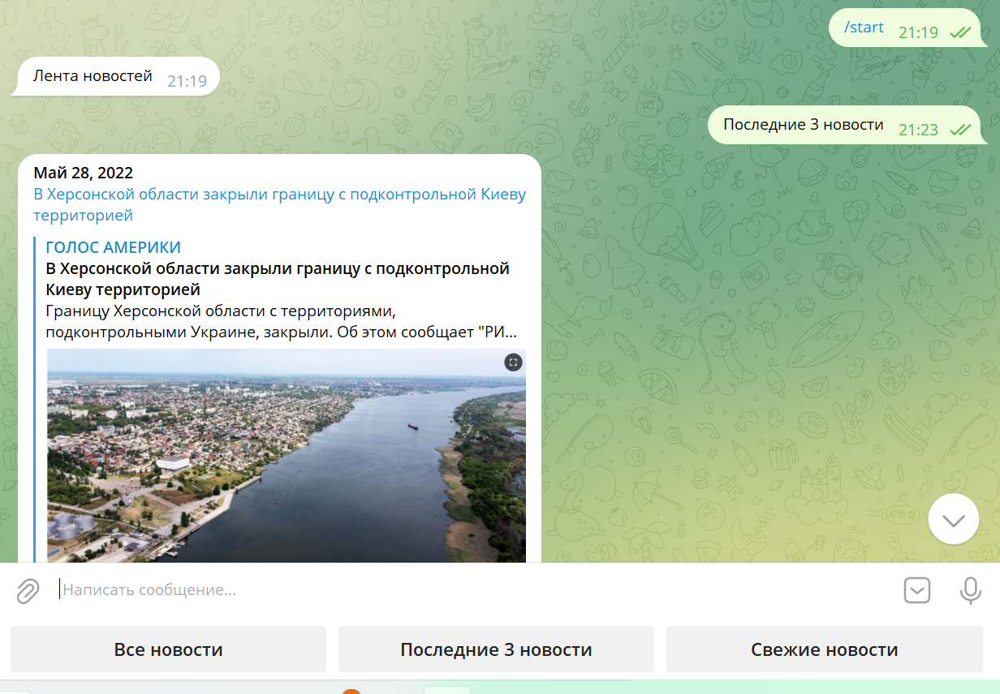 /start 21:19
Лента новостей 21:19
Последние 3 новости 21:23
Май 28, 2022
В Херсонской области закрыли границу с подконтрольной Киеву
территорией
ГОЛОС АМЕРИКИ
В Херсонской области закрыли границу с подконтрольной
Киеву территорией
Границу Херсонской области с территориями,
подконтрольными Украине, закрыли. Об этом сообщает "РИ...
Написать сообщение...
Все новости
Последние 3 новости
Свежие новости